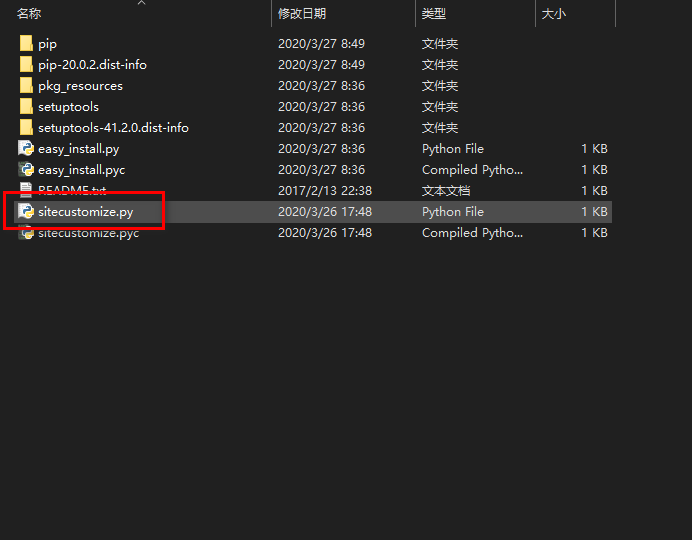 名称 修改日期 类型 大小
pip 2020/3/27 8:49 文件夹
pip-20.0.2.dist-info 2020/3/27 8:49 文件夹
pkg_resources 2020/3/27 8:36 文件夹
setuptools 2020/3/27 8:36 文件夹
setuptools-41.2.0.dist-info 2020/3/27 8:36 文件夹
easy_install.py 2020/3/27 8:36 Python File 1 KB
easy_install.pyc 2020/3/27 8:36 Compiled Pytho... 1 KB
README.txt 2017/2/13 22:38 文本文档 1 KB
sitecustomize.py 2020/3/26 17:48 Python File 1 KB
sitecustomize.pyc 2020/3/26 17:48 Compiled Pytho... 1 KB